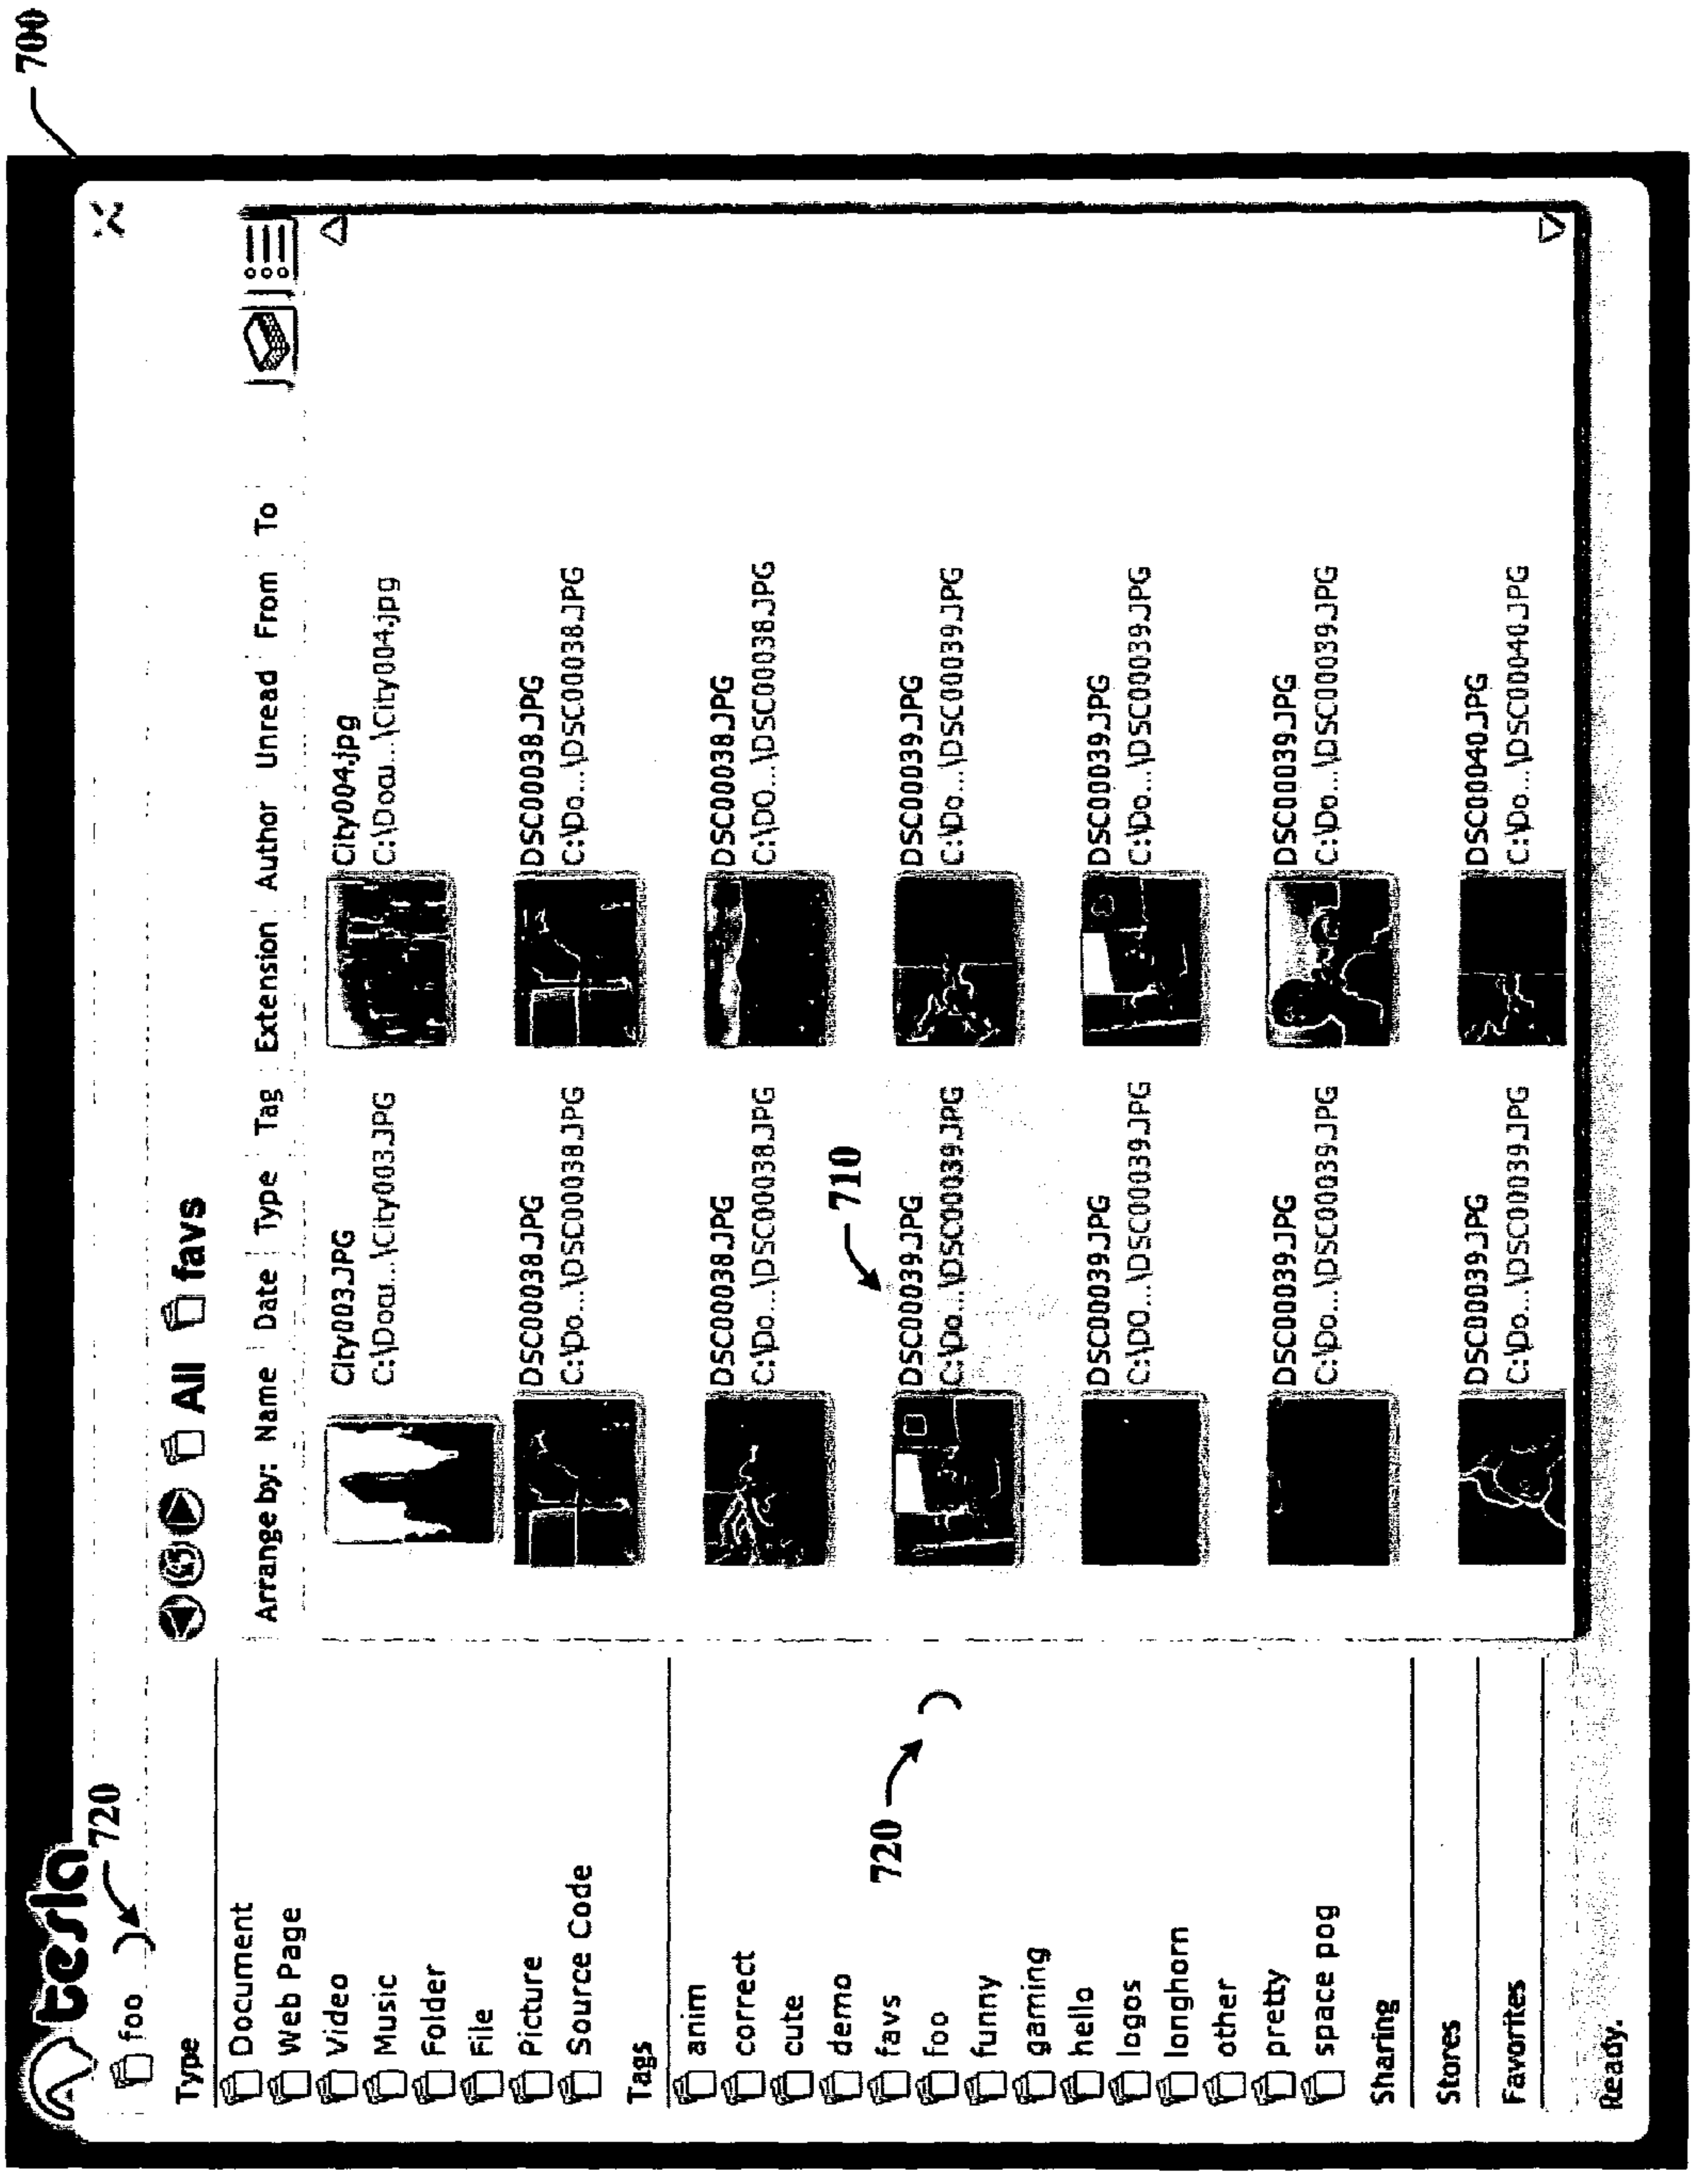 700
tesla
foo
720
All favs
Arrange by: Name Date Type Tag Extension Author Unread From To
Type
Document
Web Page
Video
Music
Folder
File
Picture
Source Code
Tags
anim
correct
cute
demo
favs
foo
funny
gaming
hello
logos
longhorn
other
pretty
space pog
Sharing
Stores
Favorites
720
City003.JPG
C:\Docu...\City003.JPG
City004.jpg
C:\Docu...\City004.jpg
DSC00038.JPG
C:\Do...\DSC00038.JPG
DSC00038.JPG
C:\Do...\DSC00038.JPG
DSC00038.JPG
C:\Do...\DSC00038.JPG
DSC00038.JPG
C:\DO...\DSC00038.JPG
710
DSC00039.JPG
C:\Do...\DSC00039.JPG
DSC00039.JPG
C:\Do...\DSC00039.JPG
DSC00039.JPG
C:\DO...\DSC00039.JPG
DSC00039.JPG
C:\Do...\DSC00039.JPG
DSC00039.JPG
C:\Do...\DSC00039.JPG
DSC00039.JPG
C:\Do...\DSC00039.JPG
DSC00039.JPG
C:\Do...\DSC00039.JPG
DSC00040.JPG
C:\Do...\DSC00040.JPG
Ready.